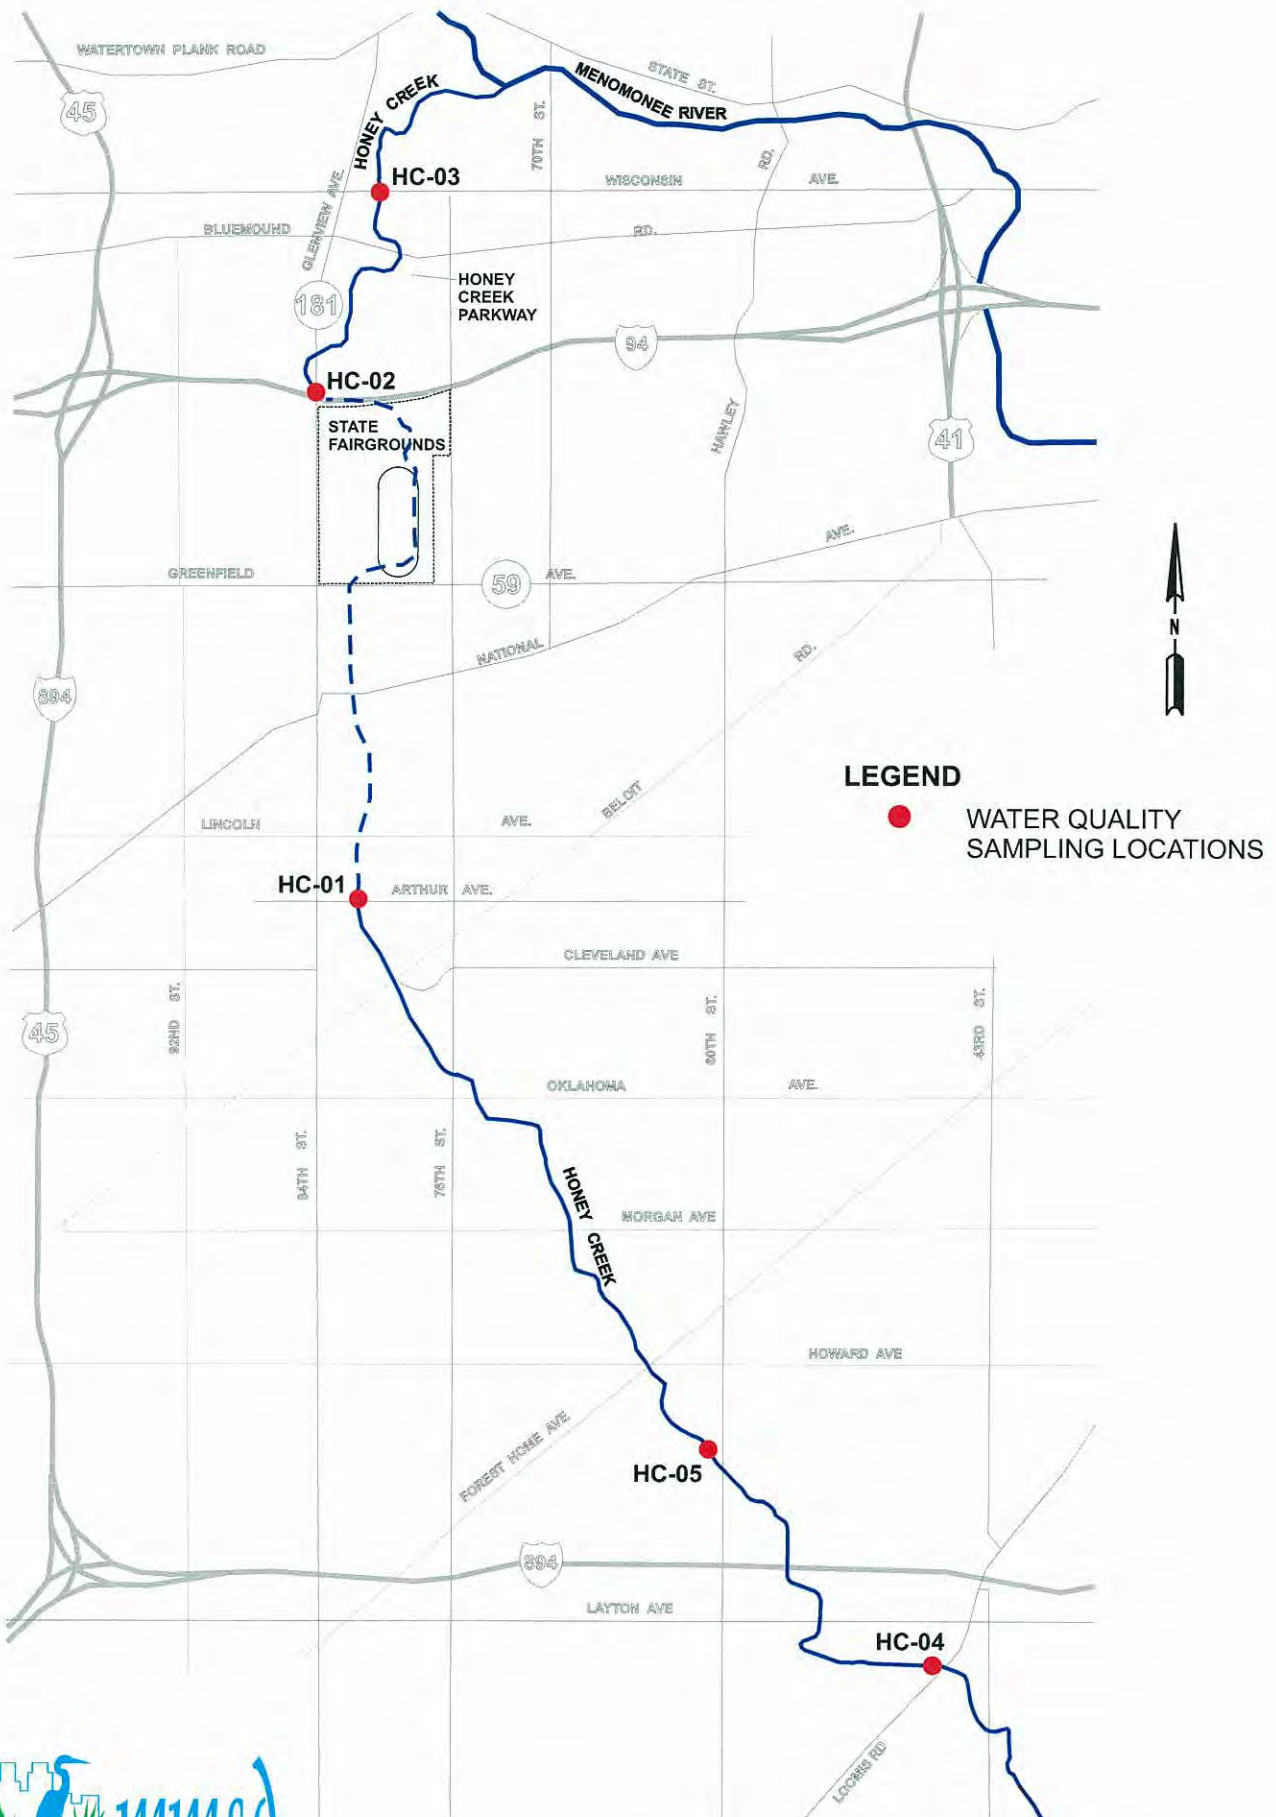 WATERTOWN PLANK ROAD
45
HONEY CREEK
MENOMONEE RIVER
STATE ST.
70TH ST.
RD.
HC-03
GLENVIEW AVE.
WISCONSIN AVE.
BLUEMOUND RD.
181
HONEY
CREEK
PARKWAY
94
HC-02
STATE
FAIRGROUNDS
HAWLEY
41
GREENFIELD AVE.
59
AVE.
NATIONAL
RD.
N
894
LEGEND
WATER QUALITY
SAMPLING LOCATIONS
BELOIT
LINCOLN AVE.
HC-01
ARTHUR AVE.
CLEVELAND AVE
92ND ST.
60TH ST.
43RD ST.
45
OKLAHOMA AVE.
84TH ST.
76TH ST.
HONEY CREEK
MORGAN AVE
HOWARD AVE
FOREST HOME AVE
HC-05
894
LAYTON AVE
HC-04
LOOMIS RD
mmsd